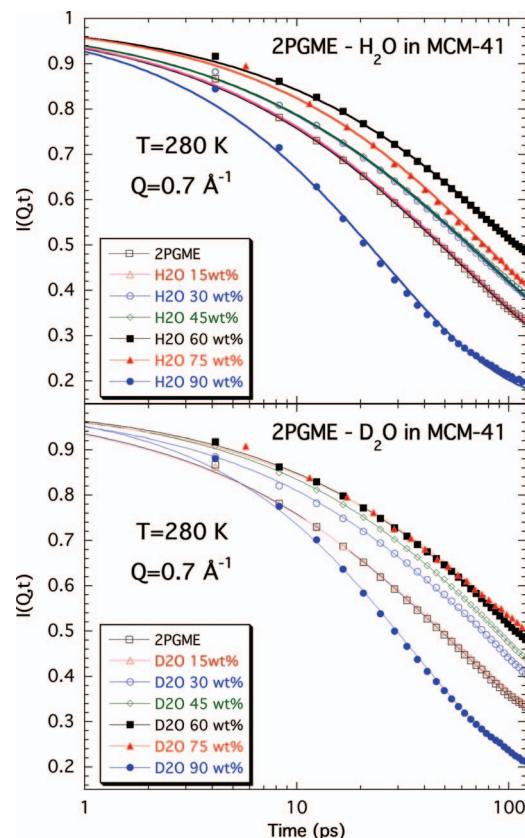 2PGME - H₂O in MCM-41
1
0.9
0.8
0.7
0.6
0.5
0.4
0.3
0.2
I(Q,t)
T=280 K
Q=0.7 Å⁻¹
2PGME
H2O 15wt%
H2O 30 wt%
H2O 45wt%
H2O 60 wt%
H2O 75 wt%
H2O 90 wt%
2PGME - D₂O in MCM-41
0.9
0.8
0.7
0.6
0.5
0.4
0.3
0.2
I(Q,t)
T=280 K
Q=0.7 Å⁻¹
2PGME
D2O 15wt%
D2O 30 wt%
D2O 45 wt%
D2O 60 wt%
D2O 75 wt%
D2O 90 wt%
1
10
100
Time (ps)